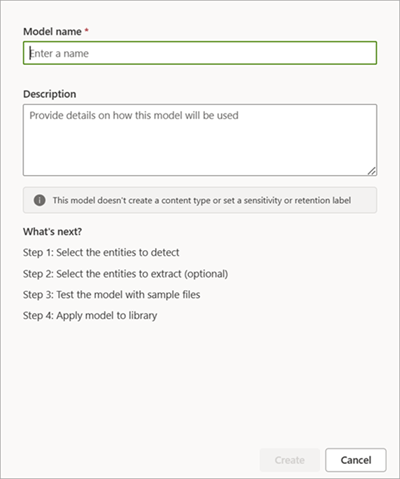 Model name *
Enter a name
Description
Provide details on how this model will be used
This model doesn't create a content type or set a sensitivity or retention label
What's next?
Step 1: Select the entities to detect
Step 2: Select the entities to extract (optional)
Step 3: Test the model with sample files
Step 4: Apply model to library
Create
Cancel